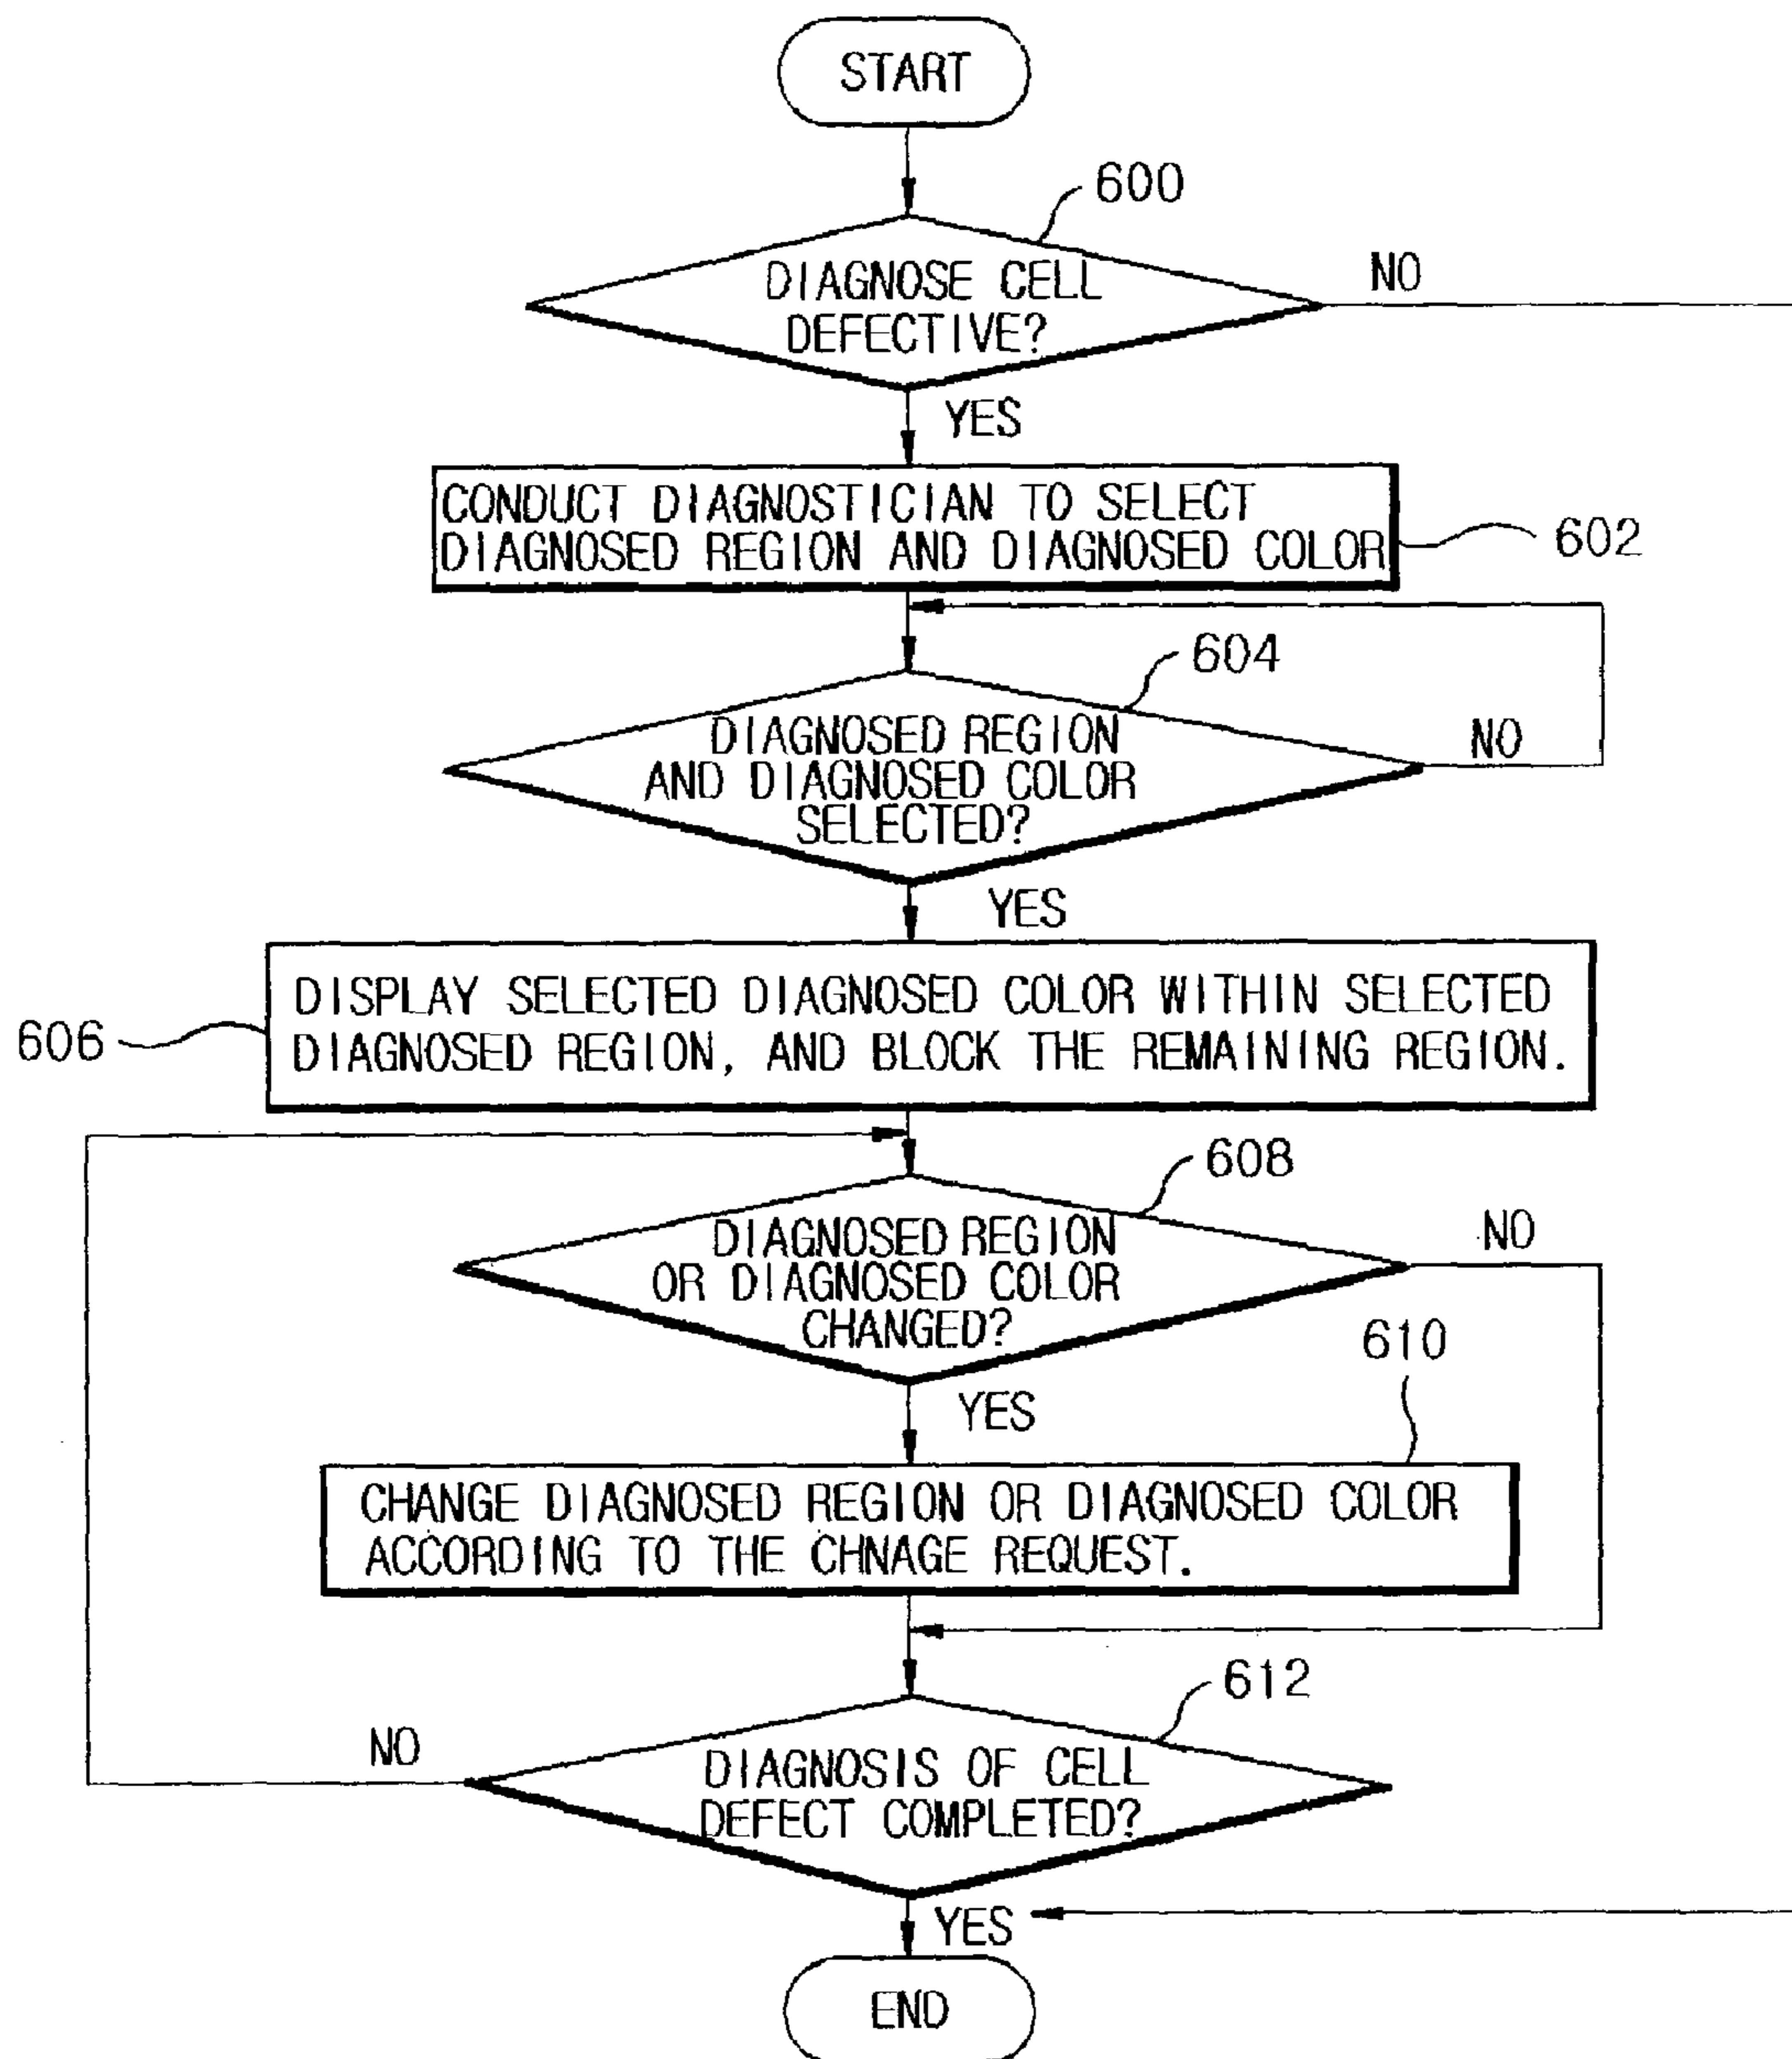 START
600
DIAGNOSE CELL
DEFECTIVE?
NO
YES
CONDUCT DIAGNOSTICIAN TO SELECT
DIAGNOSED REGION AND DIAGNOSED COLOR
602
604
DIAGNOSED REGION
AND DIAGNOSED COLOR
SELECTED?
NO
YES
606
DISPLAY SELECTED DIAGNOSED COLOR WITHIN SELECTED
DIAGNOSED REGION, AND BLOCK THE REMAINING REGION.
608
DIAGNOSED REGION
OR DIAGNOSED COLOR
CHANGED?
NO
610
YES
CHANGE DIAGNOSED REGION OR DIAGNOSED COLOR
ACCORDING TO THE CHNAGE REQUEST.
612
NO
DIAGNOSIS OF CELL
DEFECT COMPLETED?
YES
END